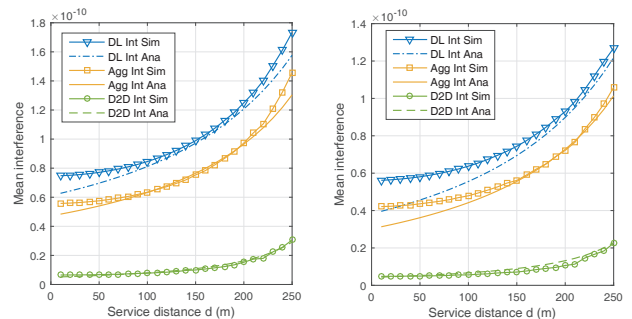 ×10⁻¹⁰
1.8
1.6
1.4
1.2
1
0.8
0.6
0.4
0.2
0
Mean interference
DL Int Sim
DL Int Ana
Agg Int Sim
Agg Int Ana
D2D Int Sim
D2D Int Ana
0 50 100 150 200 250
Service distance d (m)
×10⁻¹⁰
1.4
1.2
1
0.8
0.6
0.4
0.2
0
Mean interference
DL Int Sim
DL Int Ana
Agg Int Sim
Agg Int Ana
D2D Int Sim
D2D Int Ana
0 50 100 150 200 250
Service distance d (m)